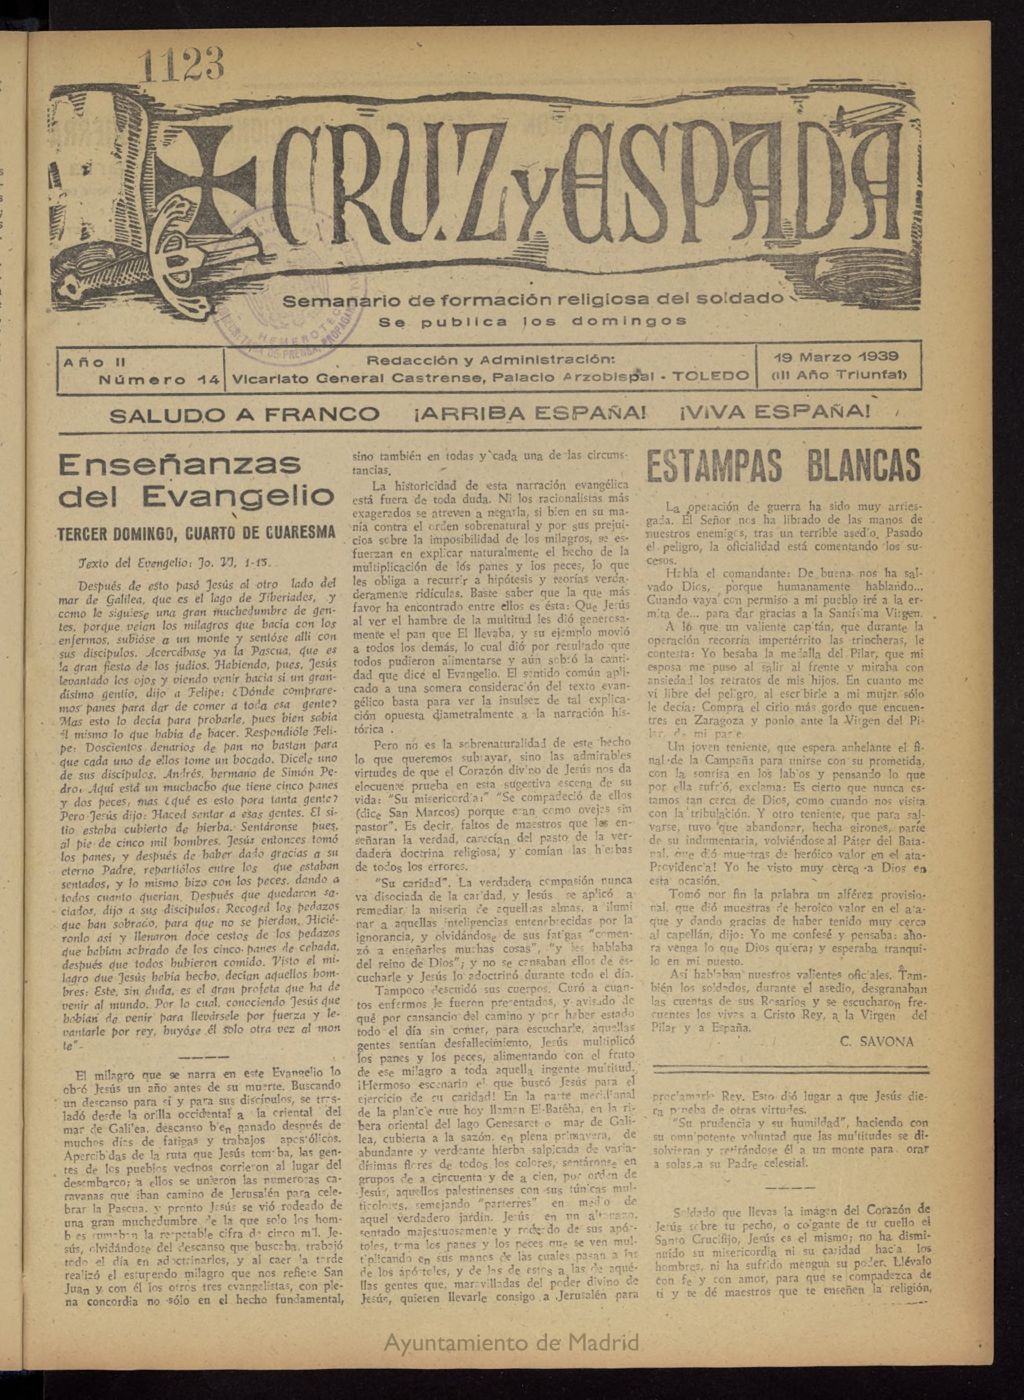 1123
CRUZ Y ESPADA
Semanario de formación religiosa del soldado
Se publica los domingos
Año II
Número 14
Redacción y Administración:
Vicariato General Castrense, Palacio Arzobispal - TOLEDO
19 Marzo 1939
(III Año Triunfal)
SALUDO A FRANCO ¡ARRIBA ESPAÑA! ¡VIVA ESPAÑA!
Enseñanzas
del Evangelio
TERCER DOMINGO, CUARTO DE CUARESMA
Texto del Evengelio: Jo. VI, 1-15.
Después de esto pasó Jesús al otro lado del
mar de Galilea, que es el lago de Tiberiades, y
como le siguiese una gran muchedumbre de gen-
tes, porque veían los milagros que hacía con los
enfermos, subióse a un monte y sentóse allí con
sus discípulos. Acercábase ya la Pascua, que es
la gran fiesta de los judíos. Habiendo, pues, Jesús
levantado los ojos y viendo venir hacia sí un gran-
dísimo gentío, dijo a Felipe: ¿Dónde comprare-
mos panes para dar de comer a toda esa gente?
Mas esto lo decía para probarle, pues bien sabía
él mismo lo que había de hacer. Respondióle Feli-
pe: Doscientos denarios de pan no bastan para
que cada uno de ellos tome un bocado. Dícele uno
de sus discípulos, Andrés, hermano de Simón Pe-
dro: Aquí está un muchacho que tiene cinco panes
y dos peces, mas ¿qué es esto para tanta gente?
Pero Jesús dijo: Haced sentar a esas gentes. El si-
tio estaba cubierto de hierba. Sentáronse pues,
al pie de cinco mil hombres. Jesús entonces tomó
los panes, y después de haber dado gracias a su
eterno Padre, repartiólos entre los que estaban
sentados, y lo mismo hizo con los peces, dando a
todos cuanto querían. Después que quedaron sa-
ciados, dijo a sus discípulos: Recoged los pedazos
que han sobrado, para que no se pierdan. Hicié-
ronlo así y llenaron doce cestos de los pedazos
que habían sobrado de los cinco panes de cebada,
después que todos hubieron comido. Visto el mi-
lagro que Jesús había hecho, decían aquellos hom-
bres: Este, sin duda, es el gran profeta que ha de
venir al mundo. Por lo cual, conociendo Jesús que
habían de venir para llevársele por fuerza y le-
vantarle por rey, huyóse él solo otra vez al mon
te".
El milagro que se narra en este Evangelio lo
obró Jesús un año antes de su muerte. Buscando
un descanso para sí y para sus discípulos, se tras-
ladó desde la orilla occidental a la oriental del
mar de Galilea, descanso bien ganado después de
muchos días de fatigas y trabajos apostólicos.
Apercibidas de la ruta que Jesús tomaba, las gen-
tes de los pueblos vecinos corrieron al lugar del
desembarco; a ellos se unieron las numerosas ca-
ravanas que iban camino de Jerusalén para cele-
brar la Pascua, y pronto Jesús se vió rodeado de
una gran muchedumbre de la que solo los hom-
bres sumaban la respetable cifra de cinco mil. Je-
sús, olvidándose del descanso que buscaba, trabajó
todo el día en adoctrinarlos, y al caer la tarde
realizó el estupendo milagro que nos refiere San
Juan y con él los otros tres evangelistas, con ple-
na concordia no sólo en el hecho fundamental,
sino también en todas y cada una de las circuns-
tancias.
La historicidad de esta narración evangélica
está fuera de toda duda. Ni los racionalistas más
exagerados se atreven a negarla, si bien en su ma-
nía contra el orden sobrenatural y por sus prejui-
cios sobre la imposibilidad de los milagros, se es-
fuerzan en explicar naturalmente el hecho de la
multiplicación de los panes y los peces, lo que
les obliga a recurrir a hipótesis y teorías verda-
deramente ridículas. Baste saber que la que más
favor ha encontrado entre ellos es ésta: Que Jesús
al ver el hambre de la multitud les dió generosa-
mente el pan que El llevaba, y su ejemplo movió
a todos los demás, lo cual dió por resultado que
todos pudieron alimentarse y aún sobró la canti-
dad que dice el Evangelio. El sentido común apli-
cado a una somera consideración del texto evan-
gélico basta para ver la insulsez de tal explica-
ción opuesta diametralmente a la narración his-
tórica .
Pero no es la sobrenaturalidad de este hecho
lo que queremos subrayar, sino las admirables
virtudes de que el Corazón divino de Jesús nos da
elocuente prueba en esta sugestiva escena de su
vida: "Su misericordia:" "Se compadeció de ellos
(dice San Marcos) porque eran como ovejas sin
pastor". Es decir, faltos de maestros que les en-
señaran la verdad, carecían del pasto de la ver-
dadera doctrina religiosa, y comían las hierbas
de todos los errores.
"Su caridad". La verdadera compasión nunca
va disociada de la caridad, y Jesús se aplicó a
remediar la miseria de aquellas almas, a ilumi
nar a aquellas inteligencias entenebrecidas por la
ignorancia, y olvidándose de sus fatigas "comen-
zó a enseñarles muchas cosas", "y les hablaba
del reino de Dios"; y no se cansaban ellos de es-
cucharle y Jesús lo adoctrinó durante todo el día.
Tampoco descuidó sus cuerpos. Curó a cuan-
tos enfermos le fueron presentados, y avisado de
que por cansancio del camino y por haber estado
todo el día sin comer, para escucharle, aquellas
gentes sentían desfallecimiento, Jesús multiplicó
los panes y los peces, alimentando con el fruto
de ese milagro a toda aquella ingente multitud.
¡Hermoso escenario el que buscó Jesús para el
ejercicio de su caridad! En la parte meridianal
de la planicie que hoy llaman El-Batêha, en la ri-
bera oriental del lago Genesaret o mar de Gali-
lea, cubierta a la sazón, en plena primavera, de
abundante y verdeante hierba salpicada de varia-
dísimas flores de todos los colores, sentáronse en
grupos de a cincuenta y de a cien, por orden de
Jesús, aquellos palestinenses con sus túnicas mul-
ticolores, semejando "parterres" en medio de
aquel verdadero jardín. Jesús en un altozano,
sentado majestuosamente y rodeado de sus após-
toles, toma los panes y los peces que se ven mul-
tiplicando en sus manos de las cuales pasan a las
de los apóstoles, y de las de estos a las de aqué-
llas gentes que, maravilladas del poder divino de
Jesús, quieren llevarle consigo a Jerusalén para
ESTAMPAS BLANCAS
La operación de guerra ha sido muy arries-
gada. El Señor nos ha librado de las manos de
nuestros enemigos, tras un terrible asedio. Pasado
el peligro, la oficialidad está comentando los su-
cesos.
Habla el comandante: De buena nos ha sal-
vado Dios, porque humanamente hablando...
Cuando vaya con permiso a mi pueblo iré a la er-
mita de... para dar gracias a la Santísima Virgen.
A lo que un valiente capitán, que durante la
operación recorría impertérrito las trincheras, le
contesta: Yo besaba la medalla del Pilar, que mi
esposa me puso al salir al frente y miraba con
ansiedad los retratos de mis hijos. En cuanto me
ví libre del peligro, al escribirle a mi mujer sólo
le decía: Compra el cirio más gordo que encuen-
tres en Zaragoza y ponlo ante la Virgen del Pi-
lar, de mi parte.
Un joven teniente, que espera anhelante el fi-
nal de la Campaña para unirse con su prometida,
con la sonrisa en los labios y pensando lo que
por ella sufrió, exclama: Es cierto que nunca es-
tamos tan cerca de Dios, como cuando nos visita
con la tribulación. Y otro teniente, que para sal-
varse, tuvo que abandonar, hecha girones, parte
de su indumentaria, volviéndose al Páter del Bata-
nal, que dió muestras de heróico valor en el ata-
Providencia! Yo he visto muy cerca a Dios en
esta ocasión.
Tomó por fin la palabra un alférez provisio-
nal, que dió muestras de heroico valor en el ata-
que y dando gracias de haber tenido muy cerca
al capellán, dijo: Yo me confesé y pensaba: aho-
ra venga lo que Dios quiera; y esperaba tranqui-
lo en mi puesto.
Así hablaban nuestros valientes oficiales. Tam-
bién los soldados, durante el asedio, desgranaban
las cuentas de sus Rosarios y se escucharon fre-
cuentes los vivas a Cristo Rey, a la Virgen del
Pilar y a España.
C. SAVONA
proclamarle Rey. Esto dió lugar a que Jesús die-
ra prueba de otras virtudes.
"Su prudencia y su humildad", haciendo con
su omnipotente voluntad que las multitudes se di-
solvieran y retirándose él a un monte para orar
a solas a su Padre celestial.
Soldado que llevas la imagen del Corazón de
Jesús sobre tu pecho, o colgante de tu cuello el
Santo Crucifijo, Jesús es el mismo; no ha dismi-
nuído su misericordia ni su caridad hacia los
hombres, ni ha sufrido mengua su poder. Llévalo
con fe y con amor, para que se compadezca de
ti y te dé maestros que te enseñen la religión,
Ayuntamiento de Madrid